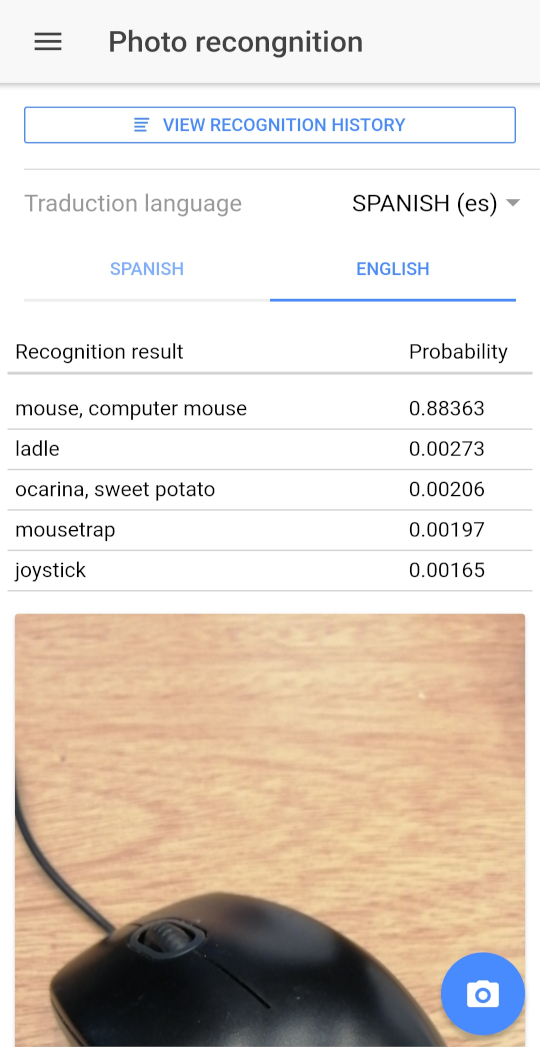 Photo recongnition
VIEW RECOGNITION HISTORY
Traduction language SPANISH (es)
SPANISH ENGLISH
Recognition result Probability
mouse, computer mouse 0.88363
ladle 0.00273
ocarina, sweet potato 0.00206
mousetrap 0.00197
joystick 0.00165